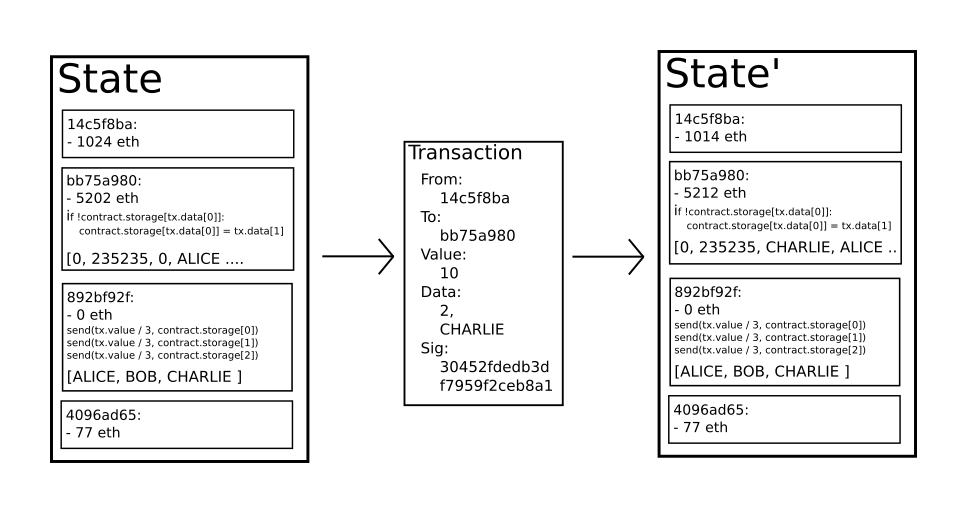 State
14c5f8ba:
- 1024 eth
bb75a980:
- 5202 eth
if !contract.storage[tx.data[0]]:
contract.storage[tx.data[0]] = tx.data[1]
[0, 235235, 0, ALICE ....
892bf92f:
- 0 eth
send(tx.value / 3, contract.storage[0])
send(tx.value / 3, contract.storage[1])
send(tx.value / 3, contract.storage[2])
[ALICE, BOB, CHARLIE ]
4096ad65:
- 77 eth
Transaction
From:
14c5f8ba
To:
bb75a980
Value:
10
Data:
2,
CHARLIE
Sig:
30452fdedb3d
f7959f2ceb8a1
State'
14c5f8ba:
- 1014 eth
bb75a980:
- 5212 eth
if !contract.storage[tx.data[0]]:
contract.storage[tx.data[0]] = tx.data[1]
[0, 235235, CHARLIE, ALICE ..
892bf92f:
- 0 eth
send(tx.value / 3, contract.storage[0])
send(tx.value / 3, contract.storage[1])
send(tx.value / 3, contract.storage[2])
[ALICE, BOB, CHARLIE ]
4096ad65:
- 77 eth